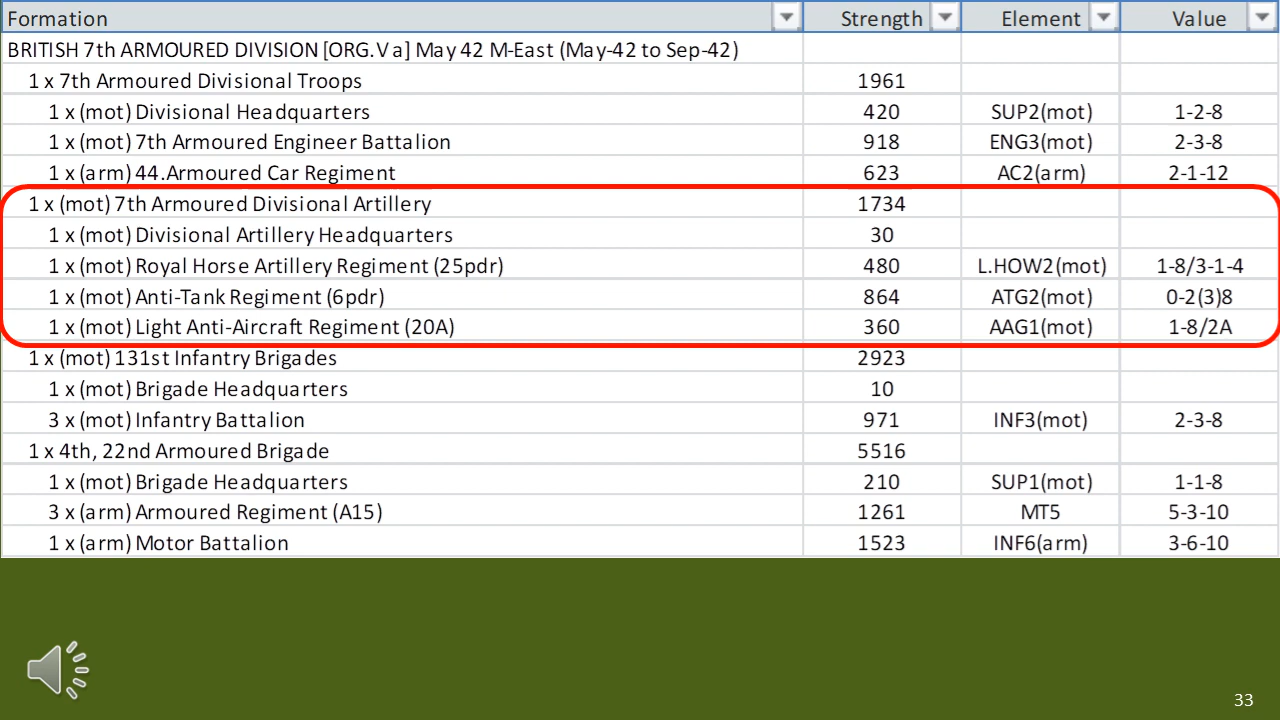 Formation Strength Element Value
BRITISH 7th ARMOURED DIVISION [ORG.V a] May 42 M-East (May-42 to Sep-42)
1 x 7th Armoured Divisional Troops 1961
1 x (mot) Divisional Headquarters 420 SUP2(mot) 1-2-8
1 x (mot) 7th Armoured Engineer Battalion 918 ENG3(mot) 2-3-8
1 x (arm) 44.Armoured Car Regiment 623 AC2(arm) 2-1-12
1 x (mot) 7th Armoured Divisional Artillery 1734
1 x (mot) Divisional Artillery Headquarters 30
1 x (mot) Royal Horse Artillery Regiment (25pdr) 480 L.HOW2(mot) 1-8/3-1-4
1 x (mot) Anti-Tank Regiment (6pdr) 864 ATG2(mot) 0-2(3)8
1 x (mot) Light Anti-Aircraft Regiment (20A) 360 AAG1(mot) 1-8/2A
1 x (mot) 131st Infantry Brigades 2923
1 x (mot) Brigade Headquarters 10
3 x (mot) Infantry Battalion 971 INF3(mot) 2-3-8
1 x 4th, 22nd Armoured Brigade 5516
1 x (mot) Brigade Headquarters 210 SUP1(mot) 1-1-8
3 x (arm) Armoured Regiment (A15) 1261 MT5 5-3-10
1 x (arm) Motor Battalion 1523 INF6(arm) 3-6-10
33